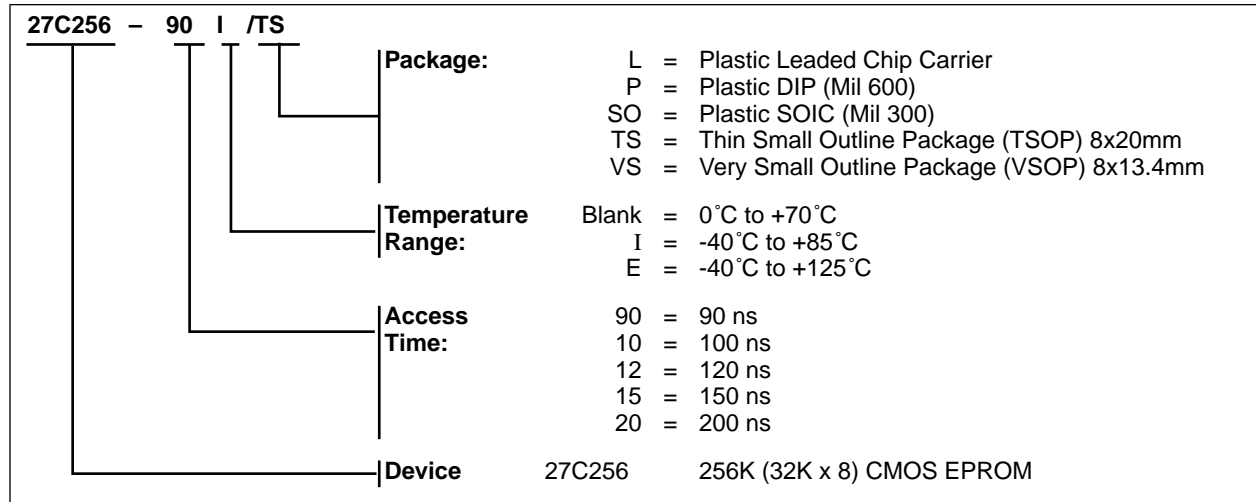 27C256 – 90 I /TS
Package: L = Plastic Leaded Chip Carrier
P = Plastic DIP (Mil 600)
SO = Plastic SOIC (Mil 300)
TS = Thin Small Outline Package (TSOP) 8x20mm
VS = Very Small Outline Package (VSOP) 8x13.4mm
Temperature Blank = 0˚C to +70˚C
Range: I = -40˚C to +85˚C
E = -40˚C to +125˚C
Access 90 = 90 ns
Time: 10 = 100 ns
12 = 120 ns
15 = 150 ns
20 = 200 ns
Device 27C256 256K (32K x 8) CMOS EPROM